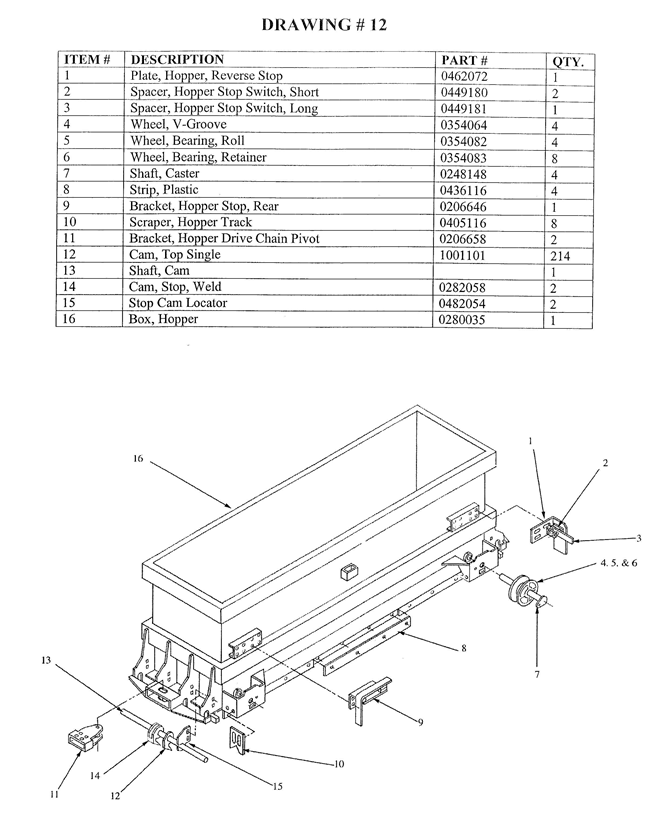 DRAWING # 12
ITEM # DESCRIPTION PART # QTY.
1 Plate, Hopper, Reverse Stop 0462072 1
2 Spacer, Hopper Stop Switch, Short 0449180 2
3 Spacer, Hopper Stop Switch, Long 0449181 1
4 Wheel, V-Groove 0354064 4
5 Wheel, Bearing, Roll 0354082 4
6 Wheel, Bearing, Retainer 0354083 8
7 Shaft, Caster 0248148 4
8 Strip, Plastic 0436116 4
9 Bracket, Hopper Stop, Rear 0206646 1
10 Scraper, Hopper Track 0405116 8
11 Bracket, Hopper Drive Chain Pivot 0206658 2
12 Cam, Top Single 1001101 214
13 Shaft, Cam 1
14 Cam, Stop, Weld 0282058 2
15 Stop Cam Locator 0482054 2
16 Box, Hopper 0280035 1
1
16
2
3
4. 5. & 6
8
13
7
9
10
14
15
11
12